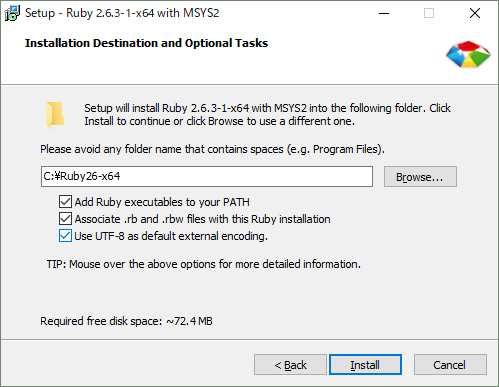 Setup - Ruby 2.6.3-1-x64 with MSYS2
Installation Destination and Optional Tasks
Setup will install Ruby 2.6.3-1-x64 with MSYS2 into the following folder. Click
Install to continue or click Browse to use a different one.
Please avoid any folder name that contains spaces (e.g. Program Files).
C:¥Ruby26-x64
Browse...
Add Ruby executables to your PATH
Associate .rb and .rbw files with this Ruby installation
Use UTF-8 as default external encoding.
TIP: Mouse over the above options for more detailed information.
Required free disk space: ~72.4 MB
< Back
Install
Cancel